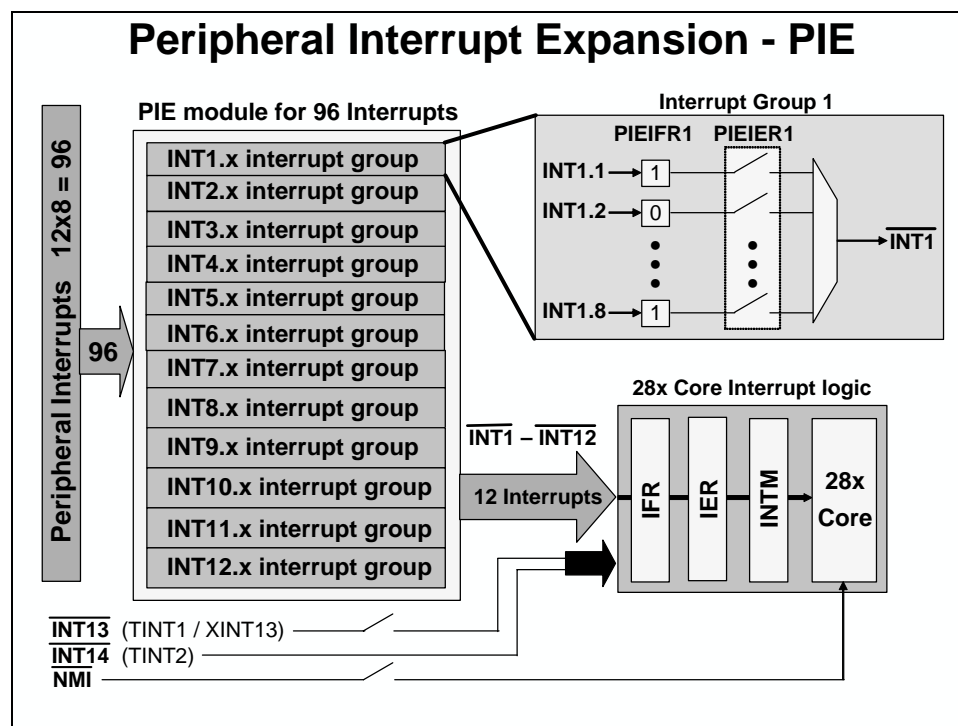 Peripheral Interrupt Expansion - PIE
Peripheral Interrupts 12x8 = 96
96
PIE module for 96 Interrupts
INT1.x interrupt group
INT2.x interrupt group
INT3.x interrupt group
INT4.x interrupt group
INT5.x interrupt group
INT6.x interrupt group
INT7.x interrupt group
INT8.x interrupt group
INT9.x interrupt group
INT10.x interrupt group
INT11.x interrupt group
INT12.x interrupt group
Interrupt Group 1
PIEIFR1 PIEIER1
INT1.1 1
INT1.2 0
INT1.8 1
INT1
28x Core Interrupt logic
INT1 – INT12
12 Interrupts
IFR
IER
INTM
28x
Core
INT13 (TINT1 / XINT13)
INT14 (TINT2)
NMI